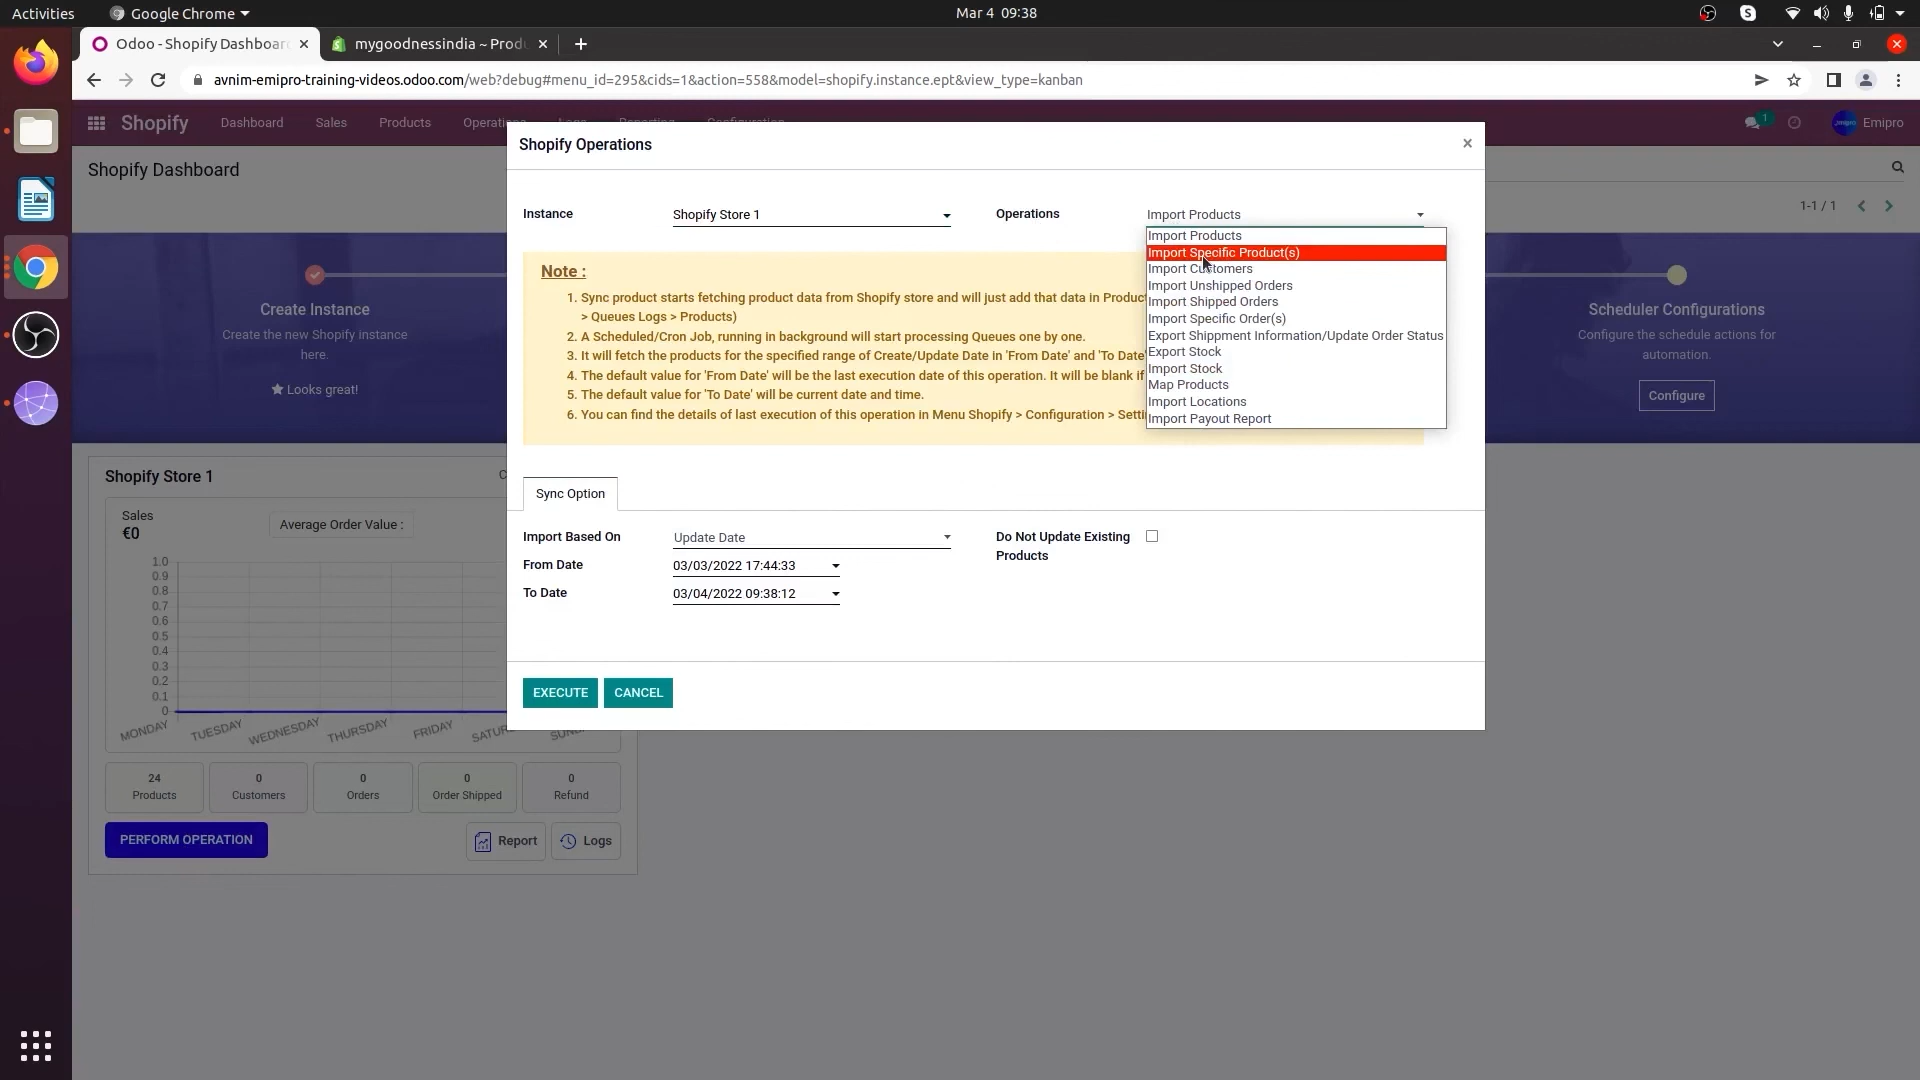 Activities
Google Chrome
Mar 4 09:38
Odoo - Shopify Dashboard
mygoodnessindia ~ Produ
avnim-emipro-training-videos.odoo.com/web?debug#menu_id=295&cids=1&action=558&model=shopify.instance.ept&view_type=kanban
Shopify
Dashboard
Sales
Products
Operations
Logs
Reporting
Configuration
1
Emipro
Shopify Dashboard
1-1 / 1
Create Instance
Create the new Shopify instance
here.
Looks great!
Scheduler Configurations
Configure the schedule actions for
automation.
Configure
Shopify Operations
×
Instance
Shopify Store 1
Operations
Import Products
Import Products
Import Specific Product(s)
Import Customers
Import Unshipped Orders
Import Shipped Orders
Import Specific Order(s)
Export Shippment Information/Update Order Status
Export Stock
Import Stock
Map Products
Import Locations
Import Payout Report
Note :
1. Sync product starts fetching product data from Shopify store and will just add that data in Produc
> Queues Logs > Products)
2. A Scheduled/Cron Job, running in background will start processing Queues one by one.
3. It will fetch the products for the specified range of Create/Update Date in 'From Date' and 'To Date'
4. The default value for 'From Date' will be the last execution date of this operation. It will be blank if
5. The default value for 'To Date' will be current date and time.
6. You can find the details of last execution of this operation in Menu Shopify > Configuration > Setti
Sync Option
Import Based On
Update Date
From Date
03/03/2022 17:44:33
To Date
03/04/2022 09:38:12
Do Not Update Existing
Products
EXECUTE
CANCEL
Shopify Store 1
C
Sales
€0
Average Order Value :
1.0
0.9
0.8
0.7
0.6
0.5
0.4
0.3
0.2
0.1
0
MONDAY
TUESDAY
WEDNESDAY
THURSDAY
FRIDAY
SATUR
SUN
24
Products
0
Customers
0
Orders
0
Order Shipped
0
Refund
PERFORM OPERATION
Report
Logs